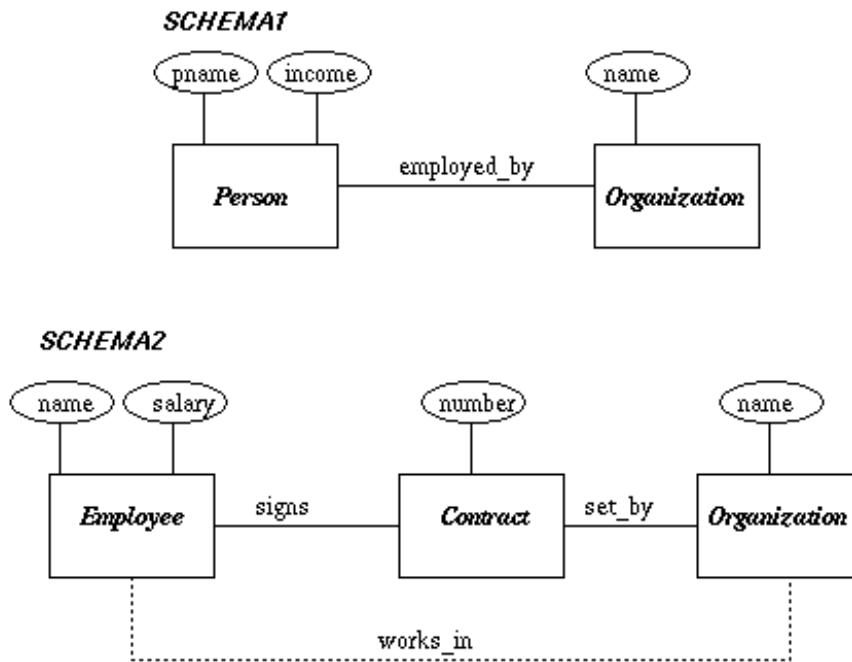 SCHEMA1
pname income name
Person employed_by Organization
SCHEMA2
name salary number name
Employee signs Contract set_by Organization
works_in